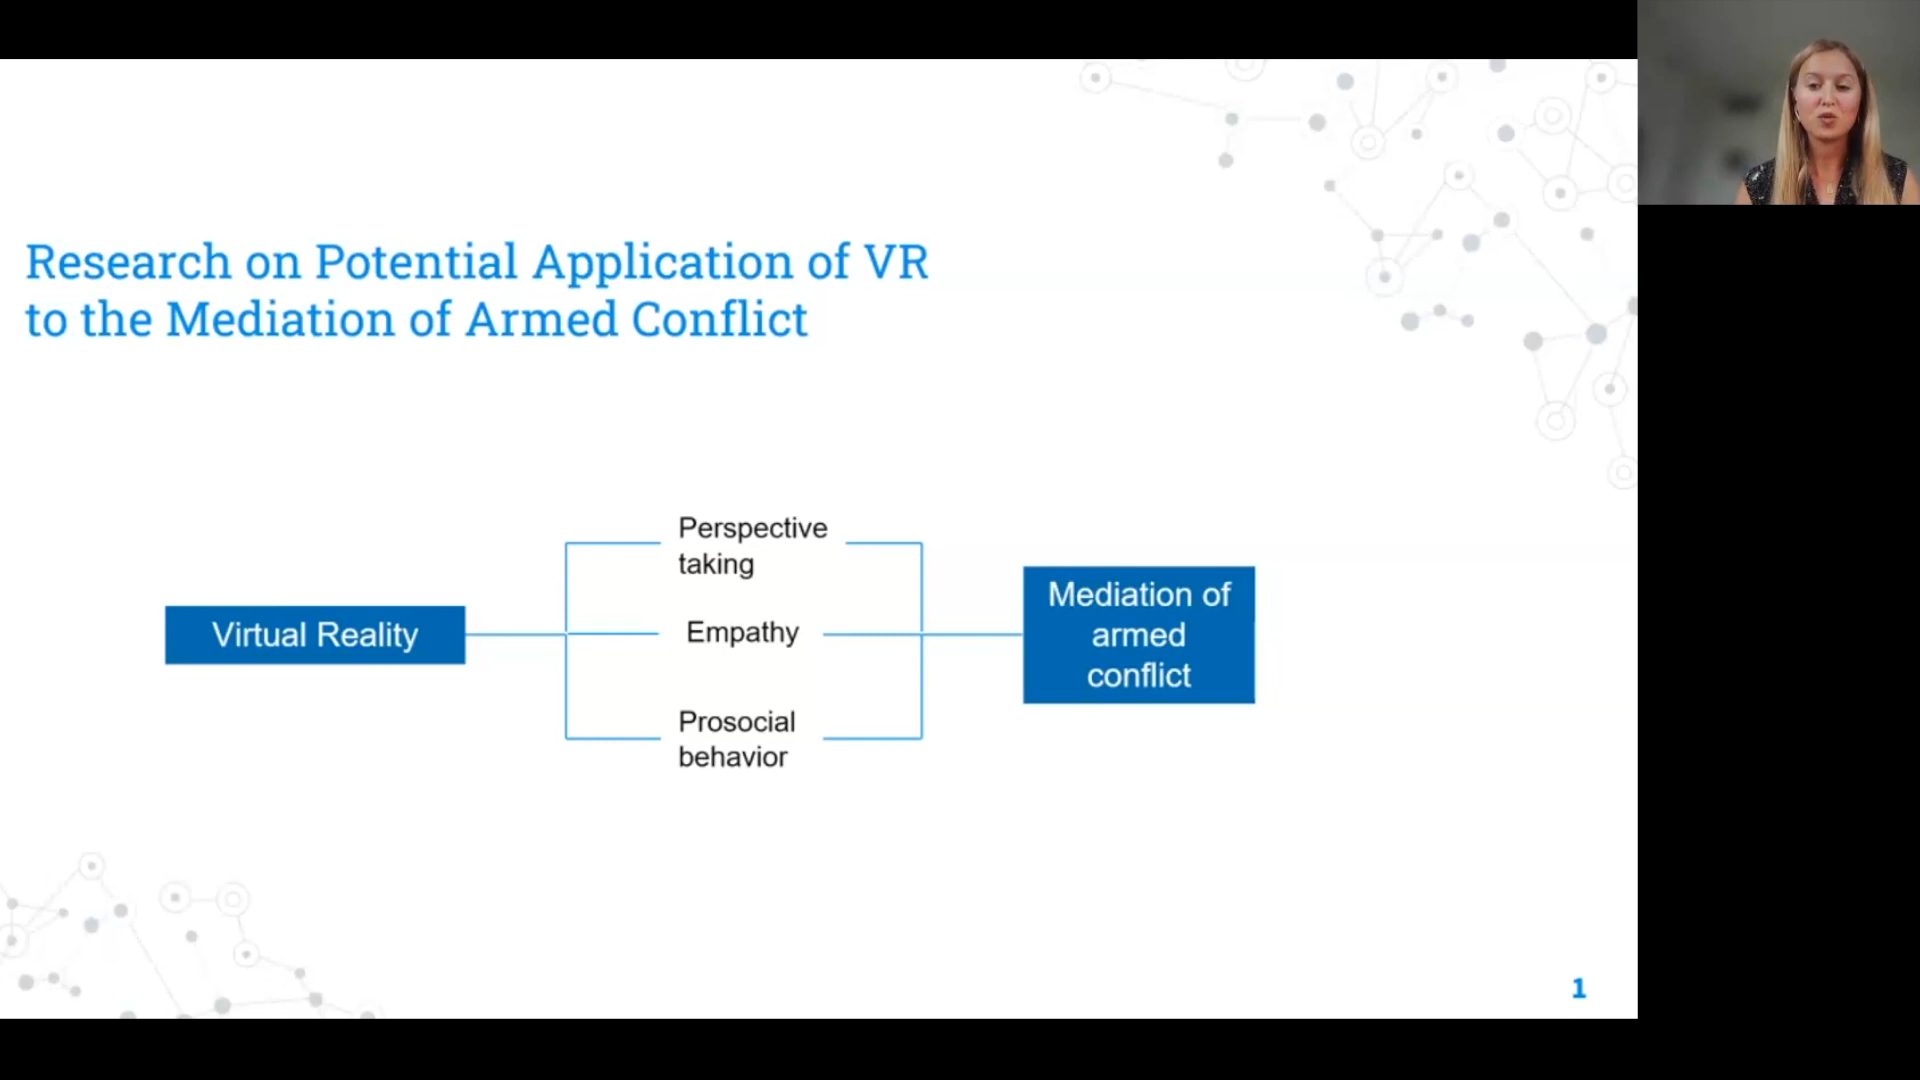 Research on Potential Application of VR
to the Mediation of Armed Conflict
Virtual Reality
Perspective
taking
Empathy
Prosocial
behavior
Mediation of
armed
conflict
1